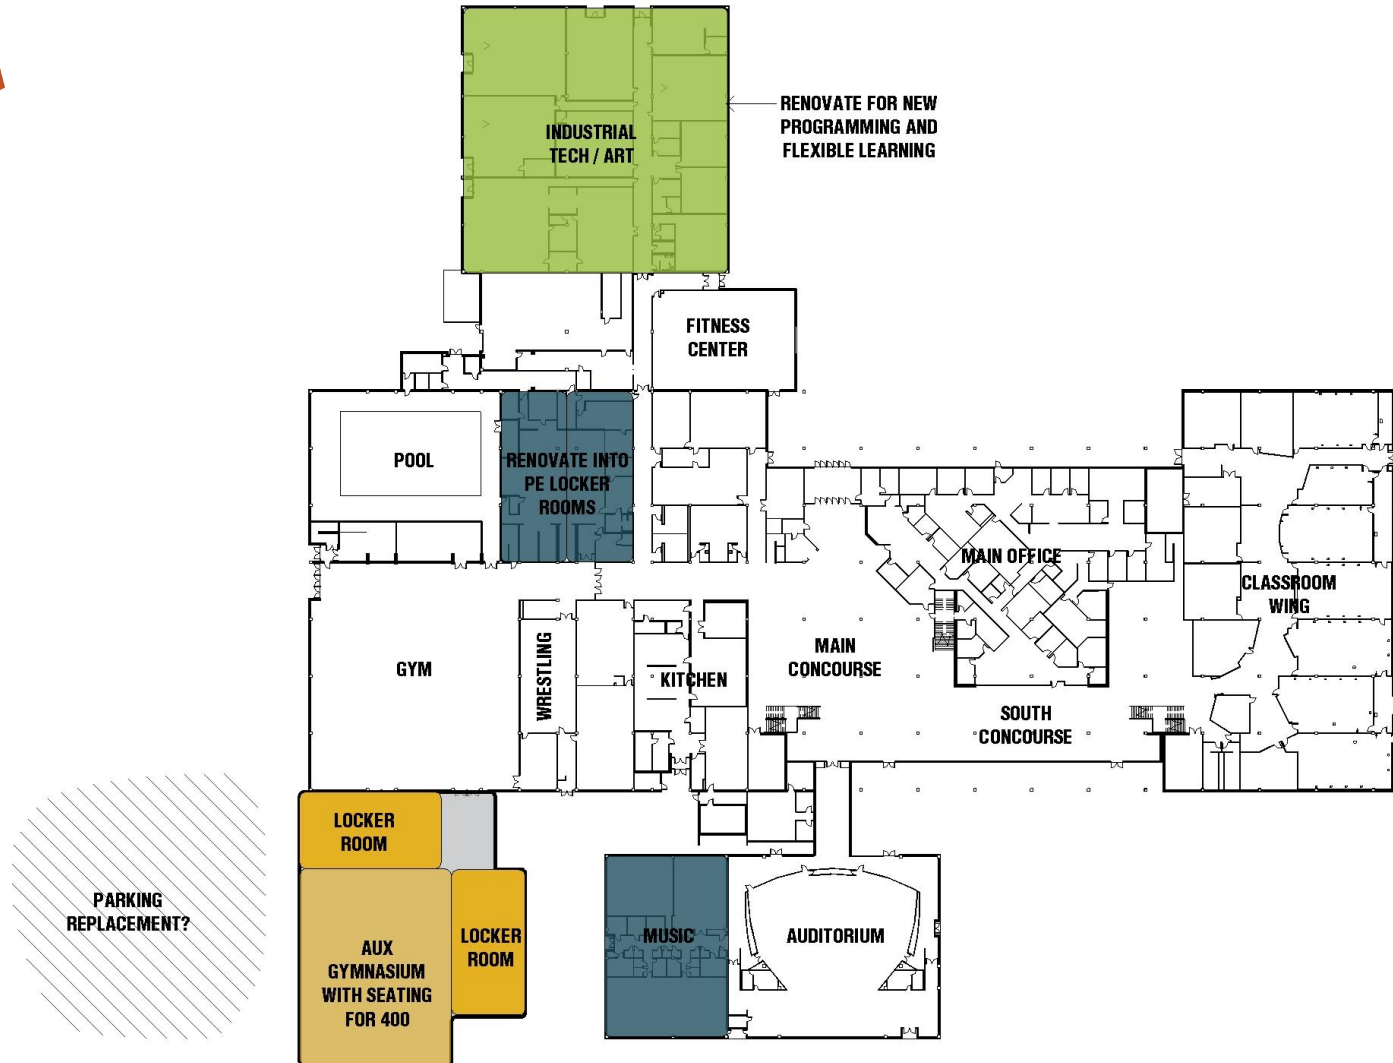 INDUSTRIAL
TECH / ART
RENOVATE FOR NEW
PROGRAMMING AND
FLEXIBLE LEARNING
FITNESS
CENTER
POOL
RENOVATE INTO
PE LOCKER
ROOMS
MAIN OFFICE
CLASSROOM
WING
GYM
WRESTLING
KITCHEN
MAIN
CONCOURSE
SOUTH
CONCOURSE
LOCKER
ROOM
PARKING
REPLACEMENT?
AUX
GYMNASIUM
WITH SEATING
FOR 400
LOCKER
ROOM
MUSIC
AUDITORIUM